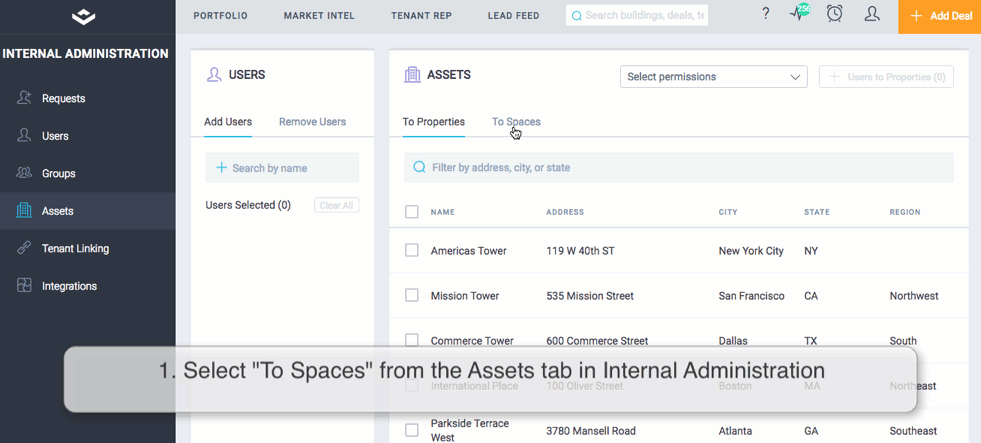 PORTFOLIO MARKET INTEL TENANT REP LEAD FEED Search buildings, deals, te ? 256 + Add Deal
INTERNAL ADMINISTRATION
Requests
Users
Groups
Assets
Tenant Linking
Integrations
USERS
Add Users Remove Users
+ Search by name
Users Selected (0) Clear All
ASSETS Select permissions + Users to Properties (0)
To Properties To Spaces
Filter by address, city, or state
NAME ADDRESS CITY STATE REGION
Americas Tower 119 W 40th ST New York City NY
Mission Tower 535 Mission Street San Francisco CA Northwest
Commerce Tower 600 Commerce Street Dallas TX South
1. Select "To Spaces" from the Assets tab in Internal Administration
International Place 100 Oliver Street Boston MA Northeast
Parkside Terrace
West 3780 Mansell Road Atlanta GA Southeast